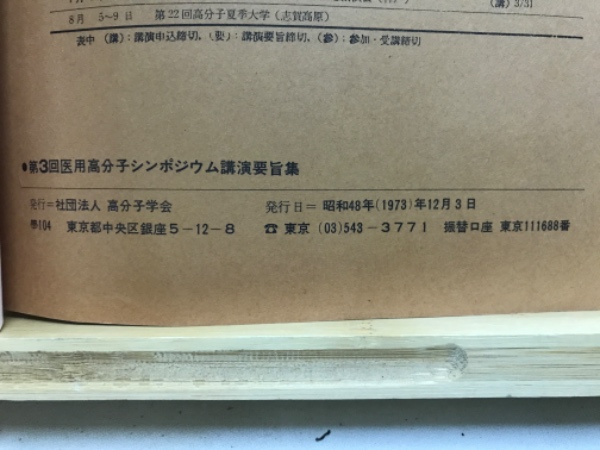 (講) 3/31
8月 5~9日 第22回高分子夏季大学(志賀高原)
表中 (講):講演申込締切, (要):講演要旨締切, (参):参加・受講締切
●第3回医用高分子シンポジウム講演要旨集
発行=社団法人 高分子学会 発行日= 昭和48年(1973)年12月3日
〠104 東京都中央区銀座5-12-8 ☎ 東京 (03)543-3771 振替口座 東京111688番